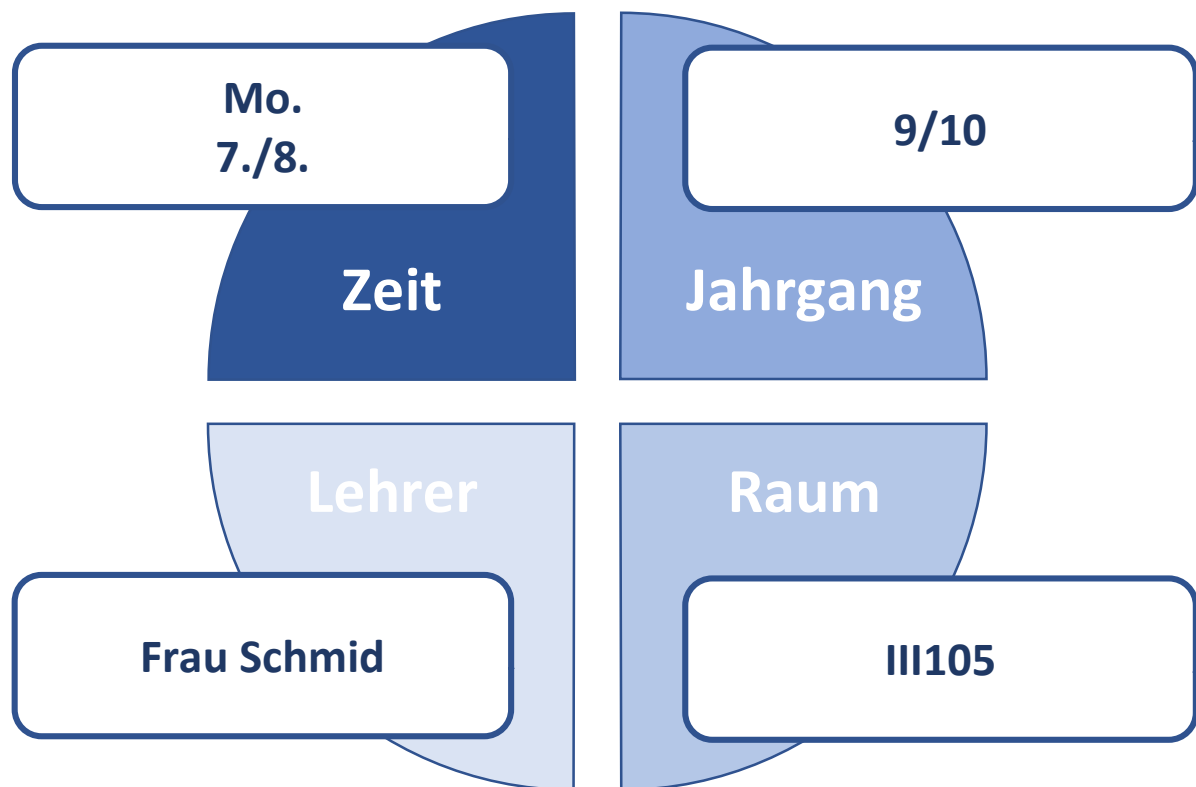 Mo.
7./8.
9/10
Zeit
Jahrgang
Lehrer
Raum
Frau Schmid
III105